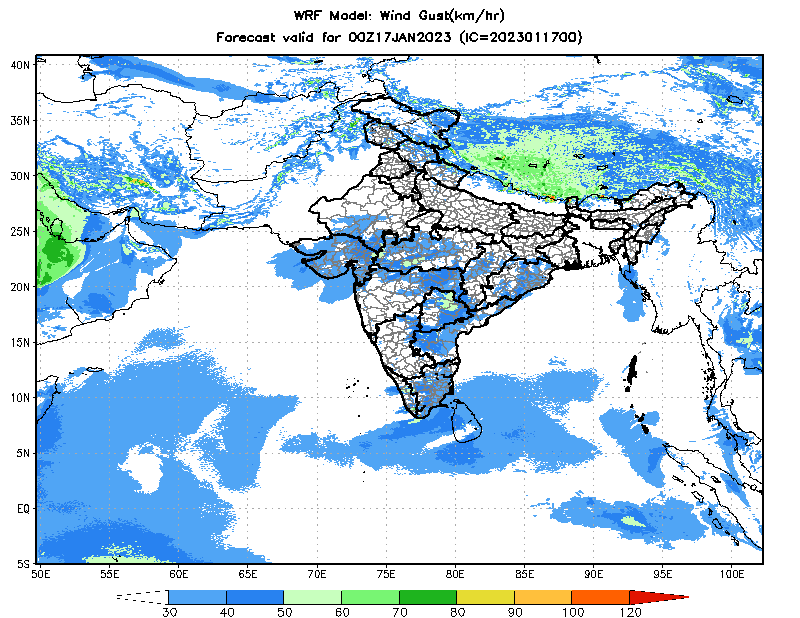 WRF Model: Wind Gust(km/hr)
Forecast valid for 00Z17JAN2023 (IC=2023011700)
40N
35N
30N
25N
20N
15N
10N
5N
EQ
5S
50E 55E 60E 65E 70E 75E 80E 85E 90E 95E 100E
30 40 50 60 70 80 90 100 120